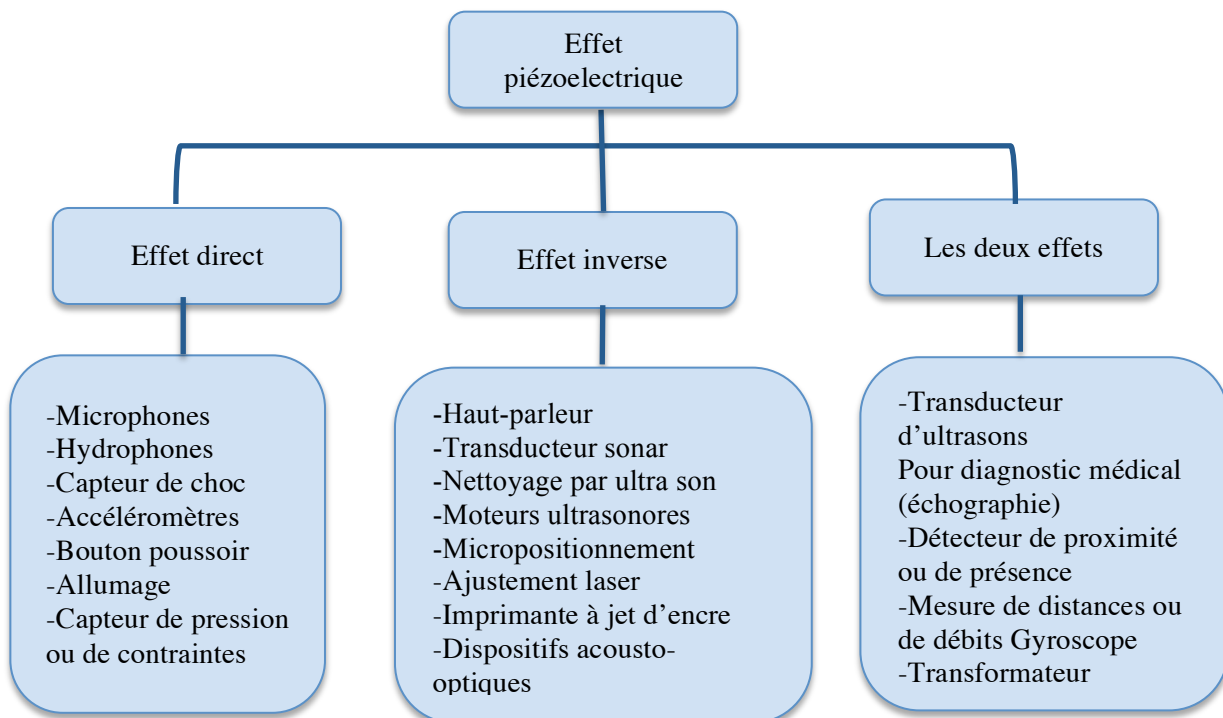 Effet
piézoelectrique
Effet direct
Effet inverse
Les deux effets
-Microphones
-Hydrophones
-Capteur de choc
-Accéléromètres
-Bouton poussoir
-Allumage
-Capteur de pression
ou de contraintes
-Haut-parleur
-Transducteur sonar
-Nettoyage par ultra son
-Moteurs ultrasonores
-Micropositionnement
-Ajustement laser
-Imprimante à jet d’encre
-Dispositifs acousto-
optiques
-Transducteur
d’ultrasons
Pour diagnostic médical
(échographie)
-Détecteur de proximité
ou de présence
-Mesure de distances ou
de débits Gyroscope
-Transformateur